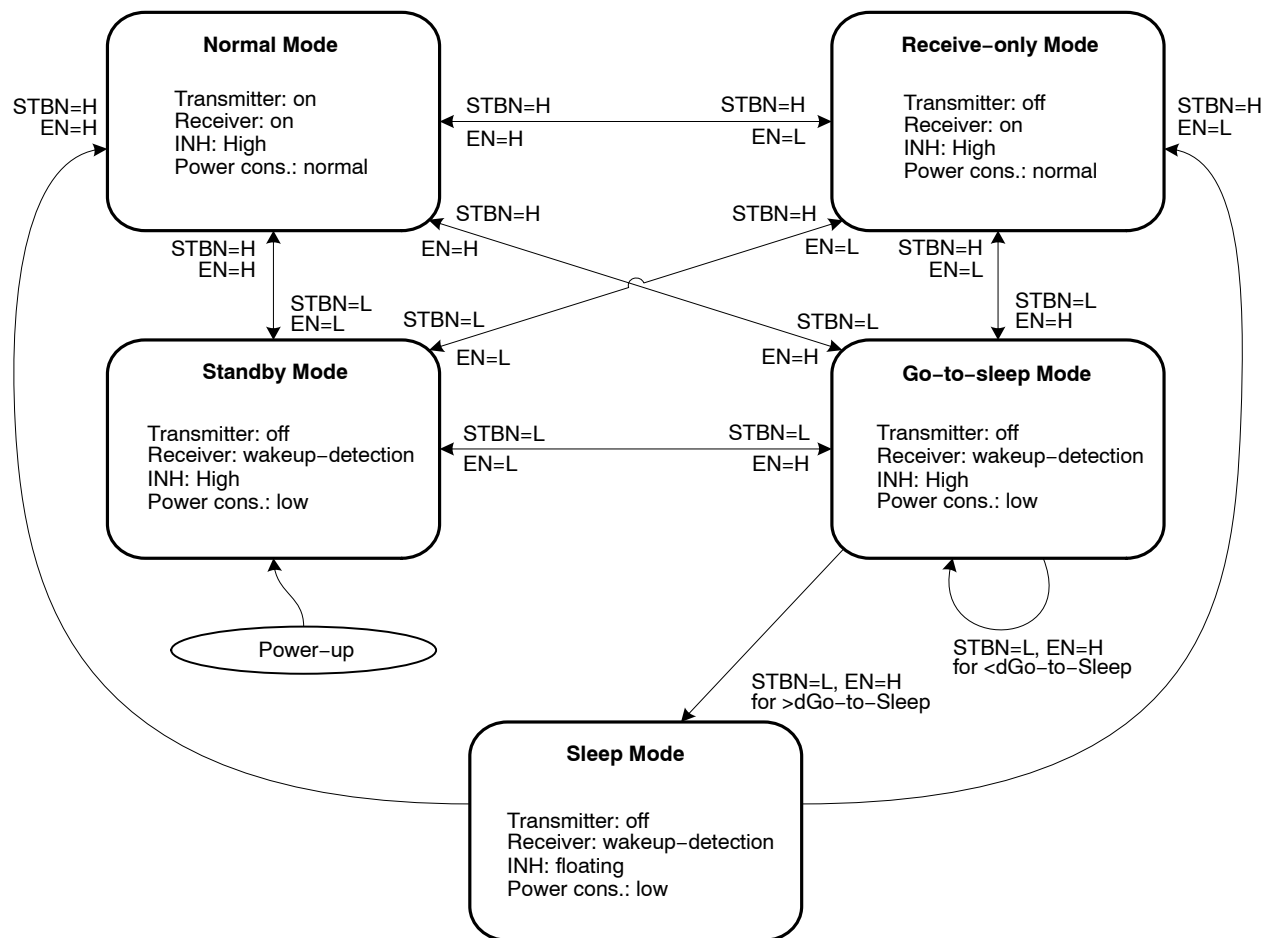 Normal Mode
Transmitter: on
Receiver: on
INH: High
Power cons.: normal
Receive−only Mode
Transmitter: off
Receiver: on
INH: High
Power cons.: normal
STBN=H
EN=H
STBN=H
EN=H
STBN=H
EN=L
STBN=H
EN=L
STBN=H
EN=H
STBN=H
EN=L
STBN=H
EN=H
STBN=L
EN=L
STBN=H
EN=L
STBN=L
EN=H
STBN=L
EN=L
STBN=L
EN=H
Standby Mode
Transmitter: off
Receiver: wakeup−detection
INH: High
Power cons.: low
STBN=L
EN=L
STBN=L
EN=H
Go−to−sleep Mode
Transmitter: off
Receiver: wakeup−detection
INH: High
Power cons.: low
Power−up
STBN=L, EN=H
for <dGo−to−Sleep
STBN=L, EN=H
for >dGo−to−Sleep
Sleep Mode
Transmitter: off
Receiver: wakeup−detection
INH: floating
Power cons.: low